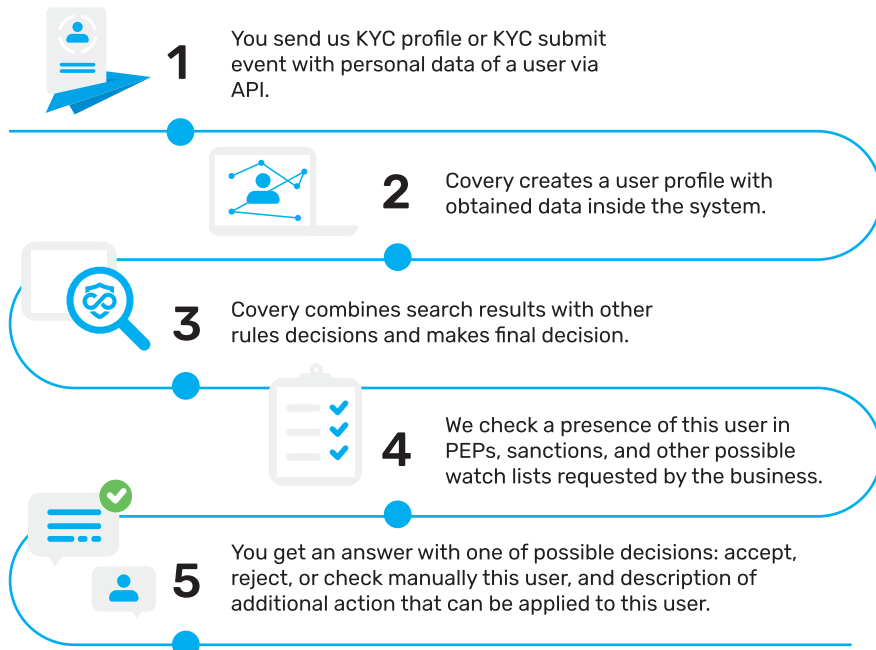 1
You send us KYC profile or KYC submit
event with personal data of a user via
API.
2
Covery creates a user profile with
obtained data inside the system.
3
Covery combines search results with other
rules decisions and makes final decision.
4
We check a presence of this user in
PEPs, sanctions, and other possible
watch lists requested by the business.
5
You get an answer with one of possible decisions: accept,
reject, or check manually this user, and description of
additional action that can be applied to this user.